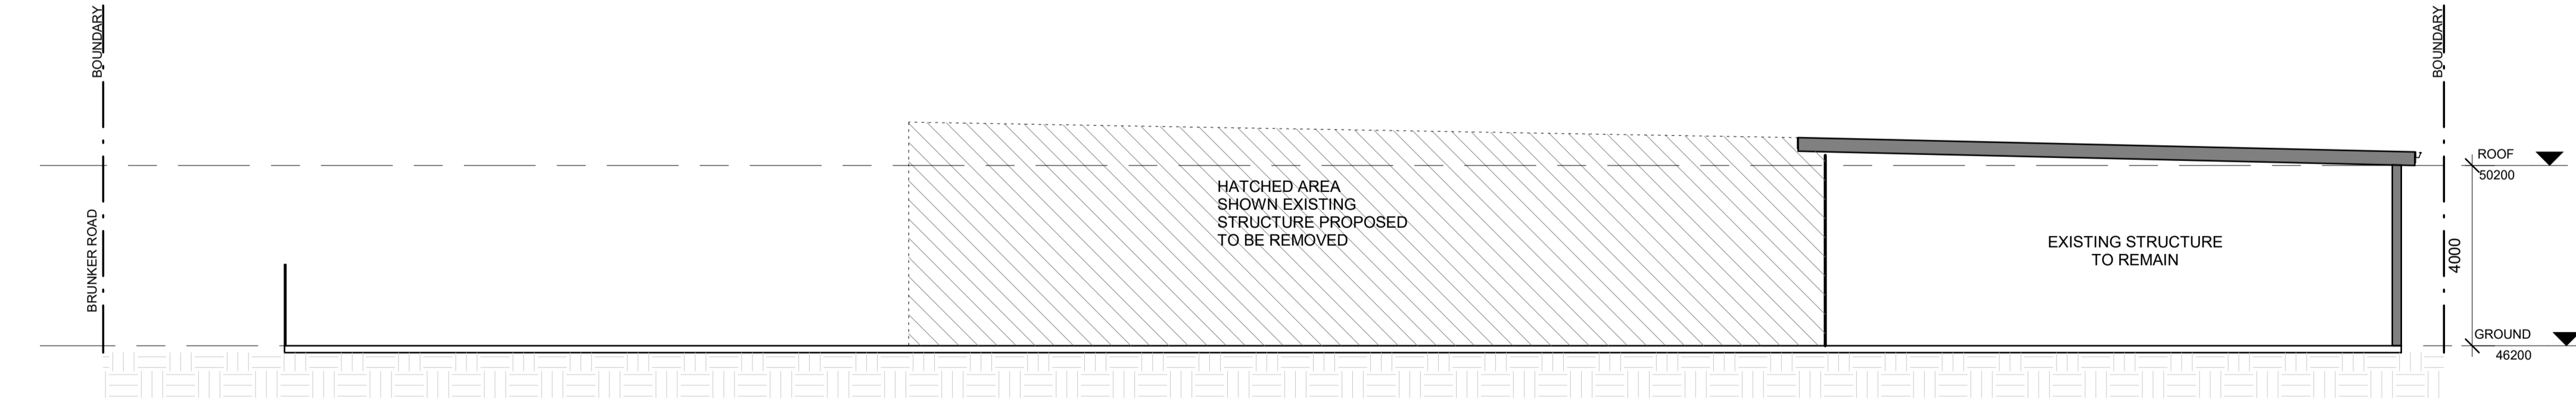 BOUNDARY
BRUNKER ROAD
HATCHED AREA
SHOWN EXISTING
STRUCTURE PROPOSED
TO BE REMOVED
EXISTING STRUCTURE
TO REMAIN
BOUNDARY
ROOF
50200
4000
GROUND
46200